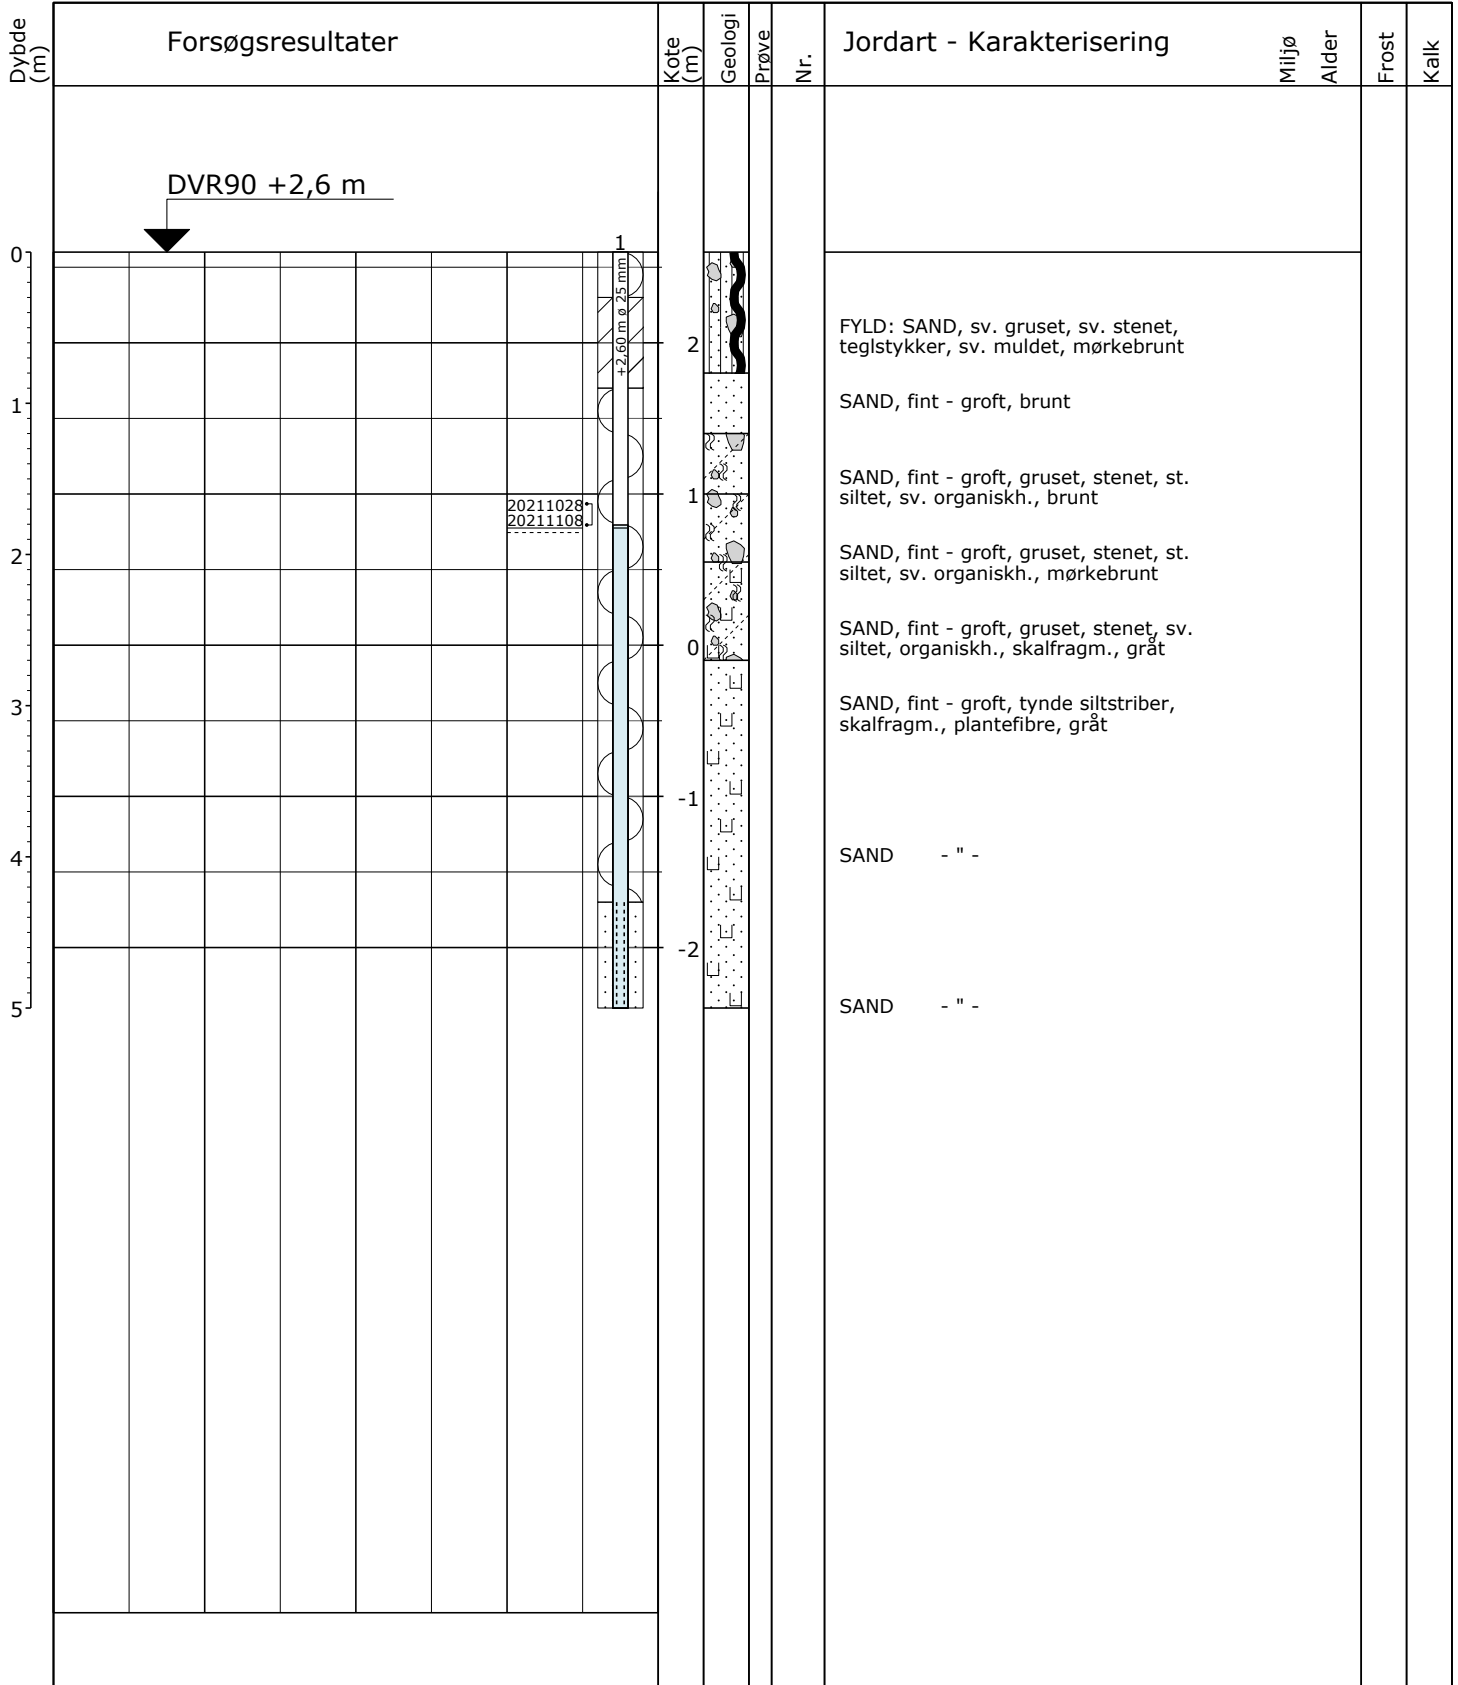 Dybde
(m)
Forsøgsresultater
Kote
(m)
Geologi
Prøve
Nr.
Jordart - Karakterisering
Miljø
Alder
Frost
Kalk
DVR90 +2,6 m
0
1
+2,60 m ø 25 mm
FYLD: SAND, sv. gruset, sv. stenet,
teglstykker, sv. muldet, mørkebrunt
2
1
SAND, fint - groft, brunt
SAND, fint - groft, gruset, stenet, st.
siltet, sv. organiskh., brunt
1
20211028
20211108
2
SAND, fint - groft, gruset, stenet, st.
siltet, sv. organiskh., mørkebrunt
SAND, fint - groft, gruset, stenet, sv.
siltet, organiskh., skalfragm., gråt
0
3
SAND, fint - groft, tynde siltstriber,
skalfragm., plantefibre, gråt
-1
4
SAND - " -
-2
5
SAND - " -